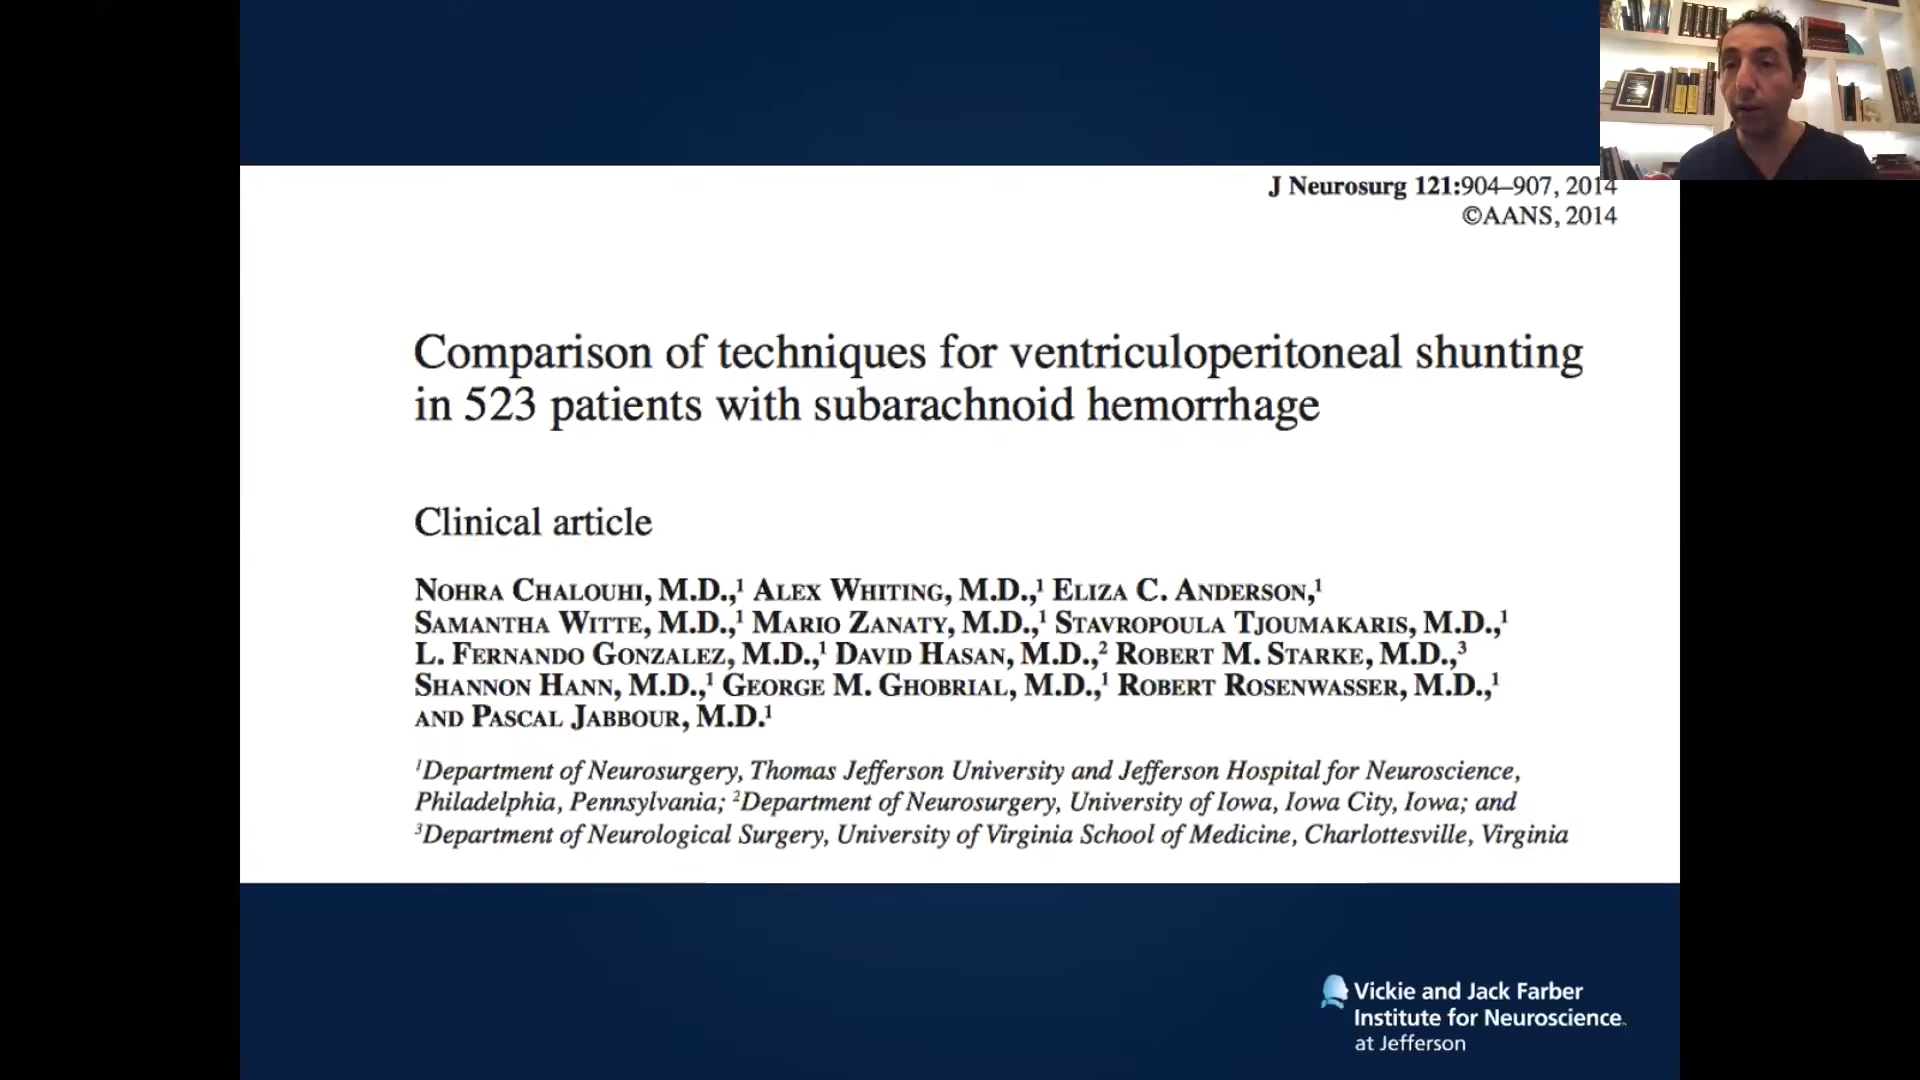 J Neurosurg 121:904–907, 2014
©AANS, 2014
Comparison of techniques for ventriculoperitoneal shunting
in 523 patients with subarachnoid hemorrhage
Clinical article
Nohra Chalouhi, M.D.,¹ Alex Whiting, M.D.,¹ Eliza C. Anderson,¹
Samantha Witte, M.D.,¹ Mario Zanaty, M.D.,¹ Stavropoula Tjoumakaris, M.D.,¹
L. Fernando Gonzalez, M.D.,¹ David Hasan, M.D.,² Robert M. Starke, M.D.,³
Shannon Hann, M.D.,¹ George M. Ghobrial, M.D.,¹ Robert Rosenwasser, M.D.,¹
and Pascal Jabbour, M.D.¹
¹Department of Neurosurgery, Thomas Jefferson University and Jefferson Hospital for Neuroscience,
Philadelphia, Pennsylvania; ²Department of Neurosurgery, University of Iowa, Iowa City, Iowa; and
³Department of Neurological Surgery, University of Virginia School of Medicine, Charlottesville, Virginia
Vickie and Jack Farber
Institute for Neuroscience
at Jefferson